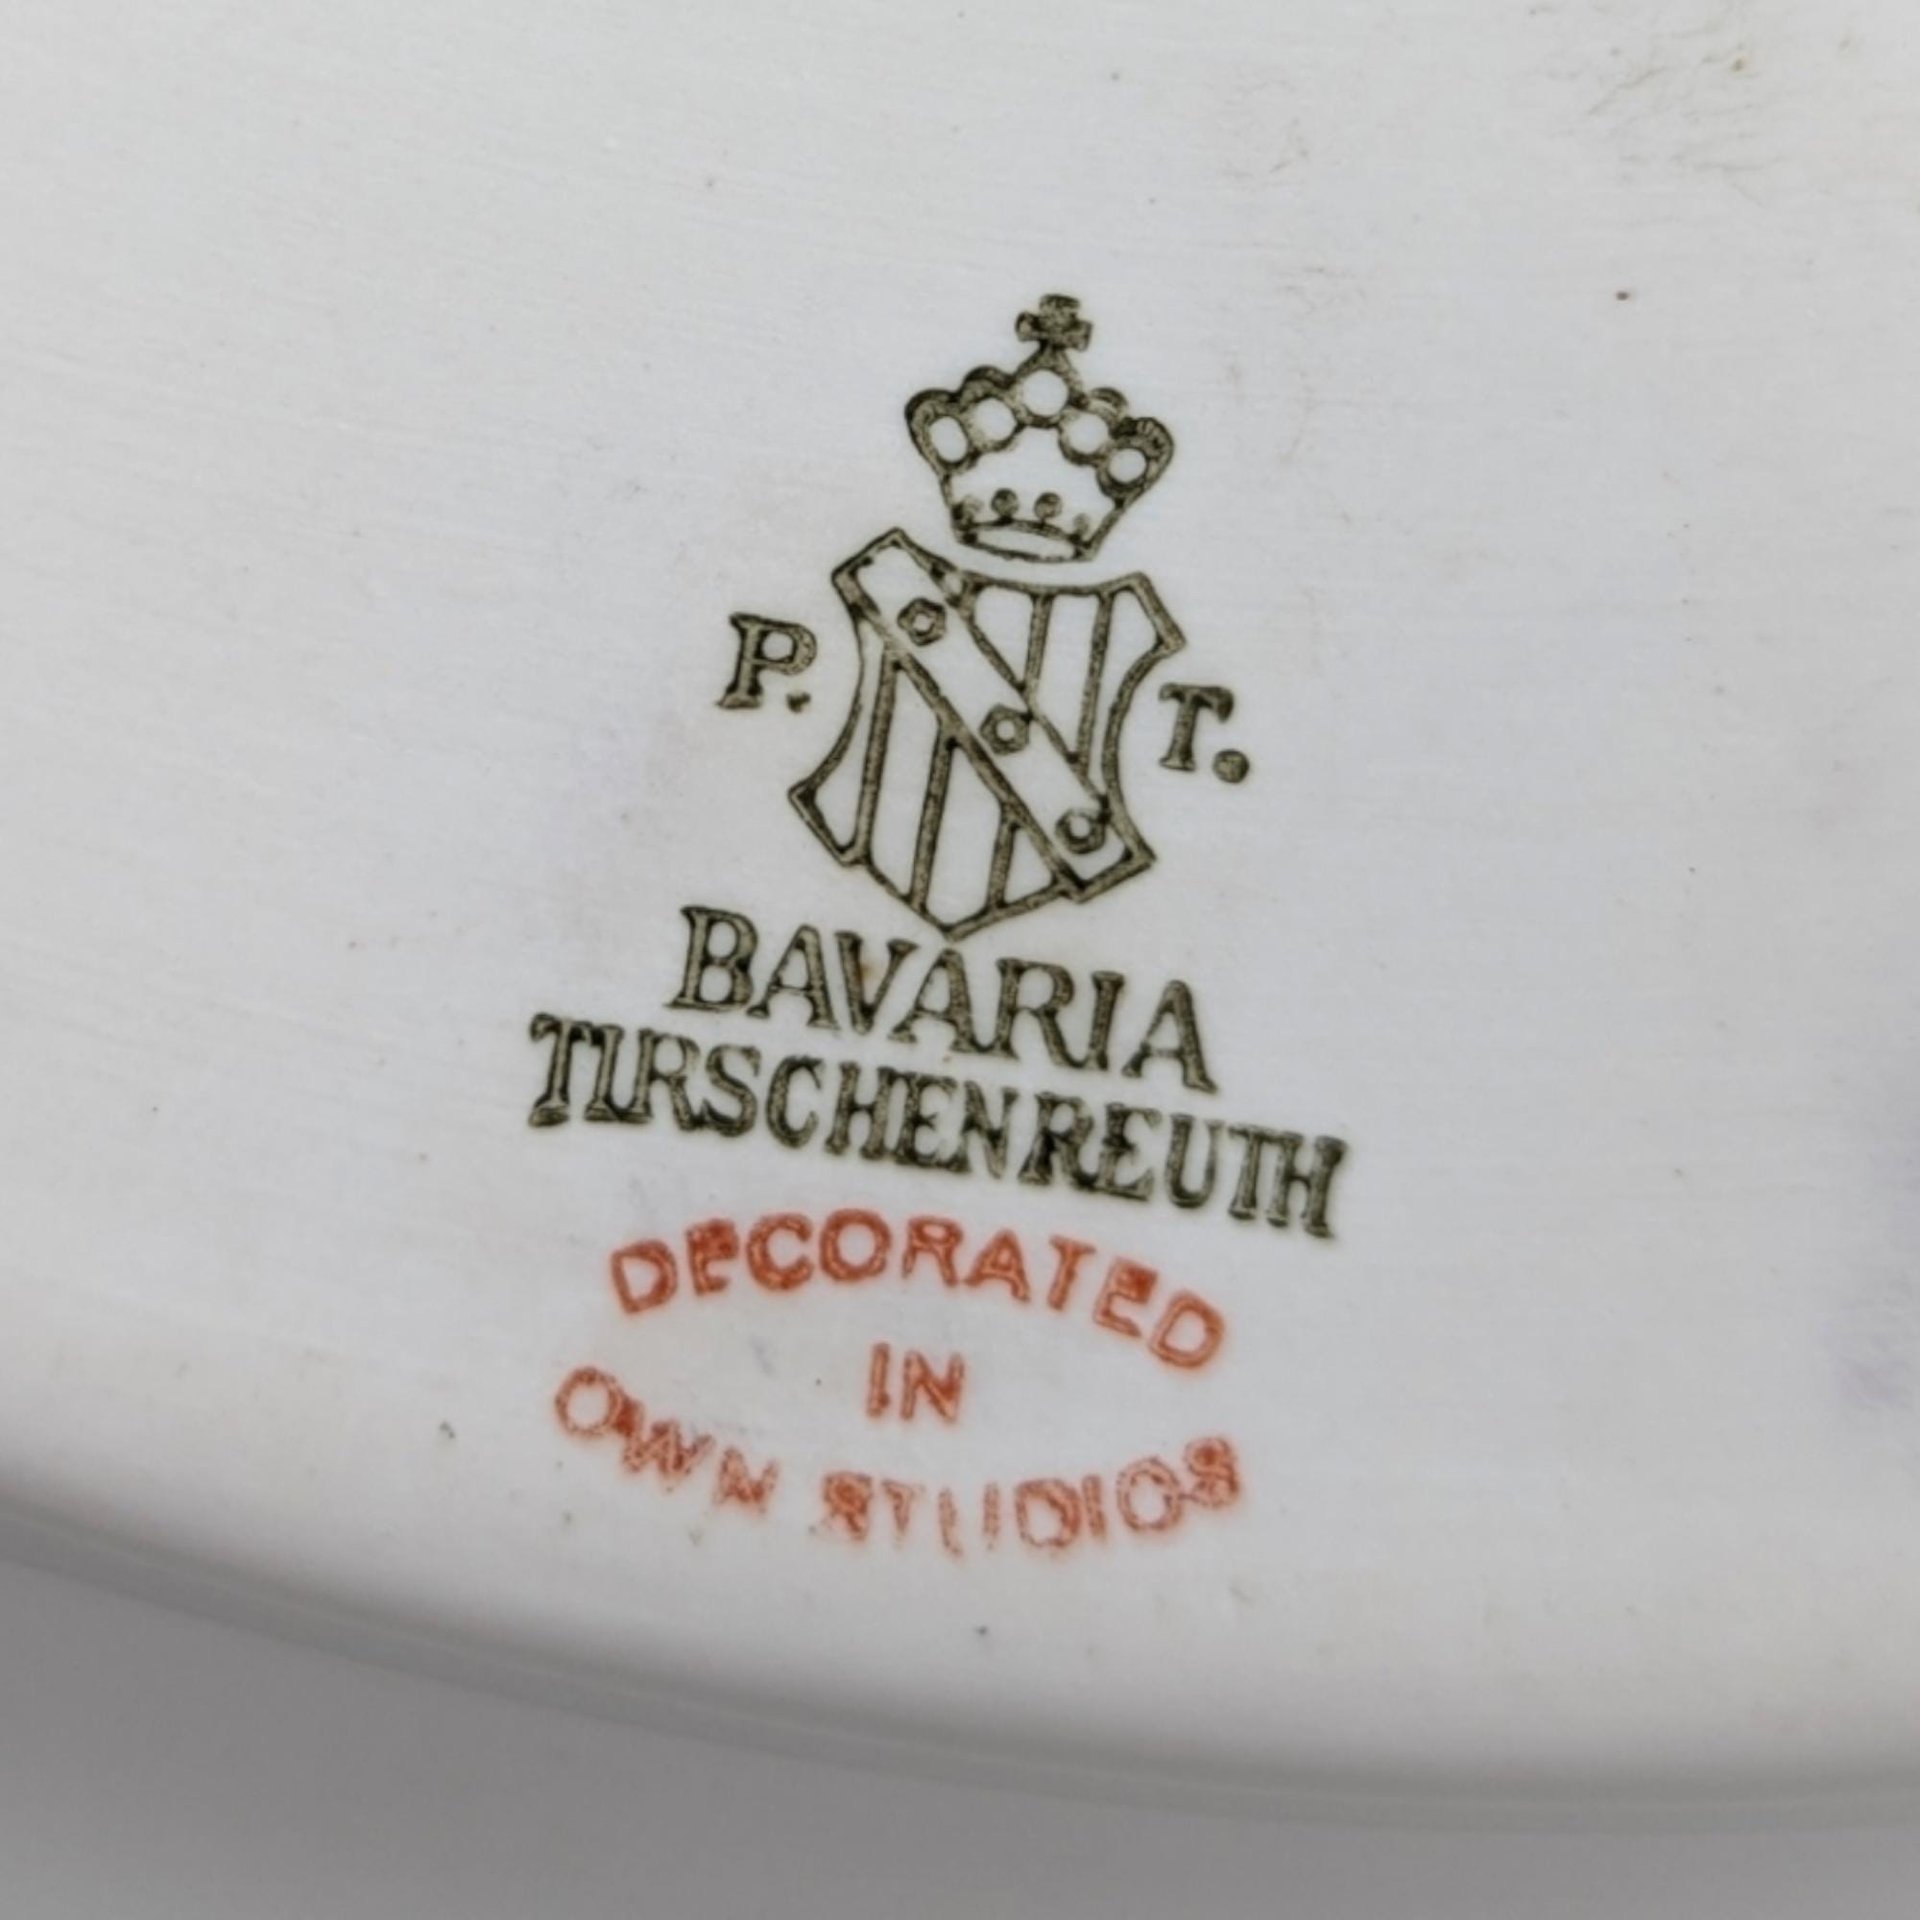 P. T.
BAVARIA
TIRSCHENREUTH
DECORATED
IN
OWN STUDIOS